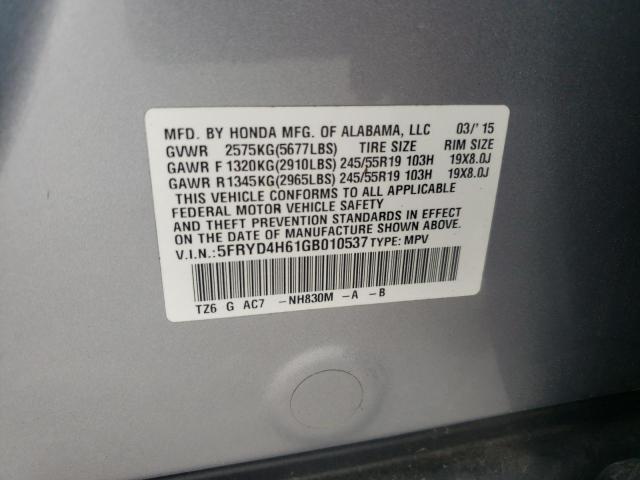 MFD. BY HONDA MFG. OF ALABAMA, LLC 03/'15
GVWR 2575KG(5677LBS) TIRE SIZE RIM SIZE
GAWR F 1320KG(2910LBS) 245/55R19 103H 19X8.0J
GAWR R1345KG(2965LBS) 245/55R19 103H 19X8.0J
THIS VEHICLE CONFORMS TO ALL APPLICABLE
FEDERAL MOTOR VEHICLE SAFETY
AND THEFT PREVENTION STANDARDS IN EFFECT
ON THE DATE OF MANUFACTURE SHOWN ABOVE.
V.I.N.:5FRYD4H61GB010537 TYPE: MPV
TZ6 G AC7 -NH830M -A -B